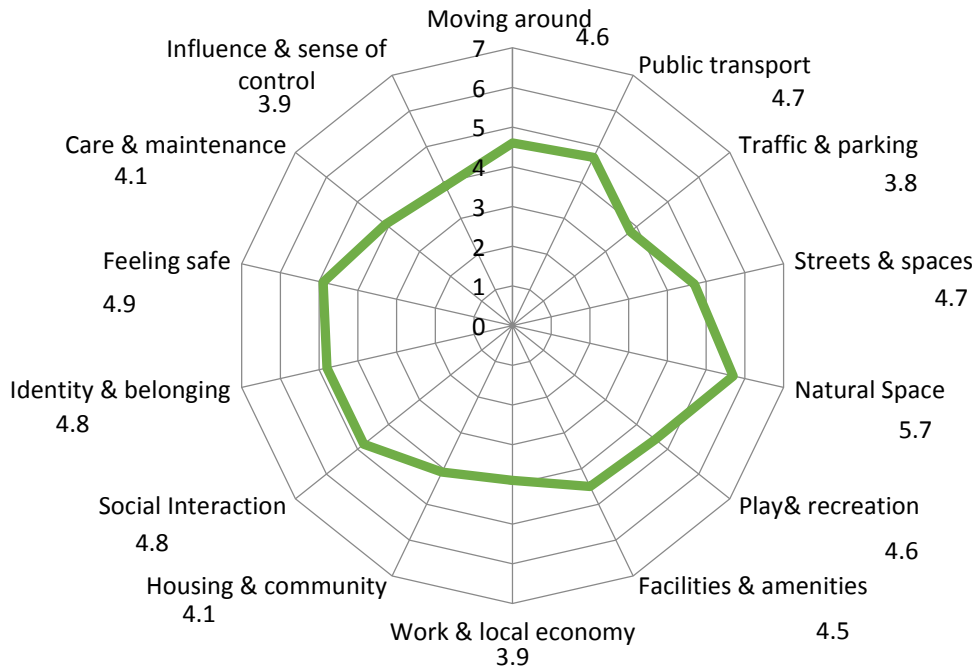 Moving around
4.6
Public transport
4.7
Traffic & parking
3.8
Streets & spaces
4.7
Natural Space
5.7
Play& recreation
4.6
Facilities & amenities
4.5
Work & local economy
3.9
Housing & community
4.1
Social Interaction
4.8
Identity & belonging
4.8
Feeling safe
4.9
Care & maintenance
4.1
Influence & sense of
control
3.9
7
6
5
4
3
2
1
0